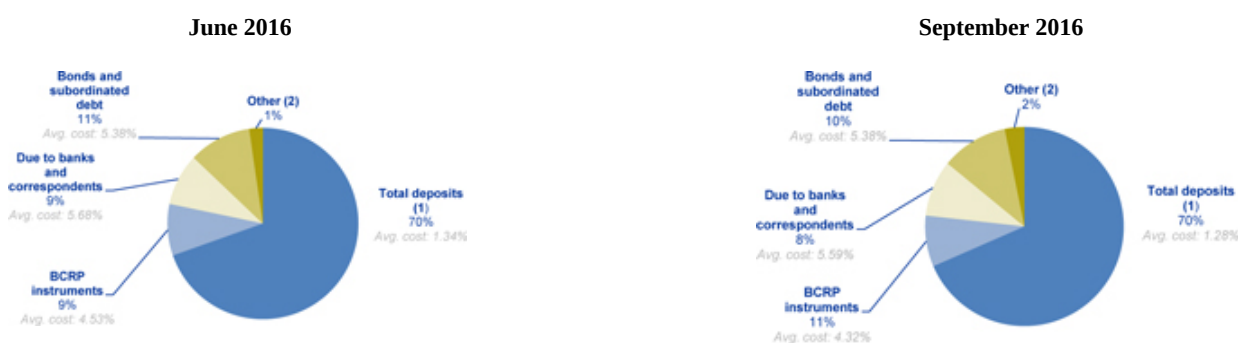 June 2016
Bonds and
subordinated
debt
11%
Avg. cost: 5.38%
Other (2)
1%
Due to banks
and
correspondents
9%
Avg. cost: 5.68%
Total deposits
(1)
70%
Avg. cost: 1.34%
BCRP
instruments
9%
Avg. cost: 4.53%
September 2016
Bonds and
subordinated
debt
10%
Avg. cost: 5.38%
Other (2)
2%
Due to banks
and
correspondents
8%
Avg. cost: 5.59%
Total deposits
(1)
70%
Avg. cost: 1.28%
BCRP
instruments
11%
Avg. cost: 4.32%